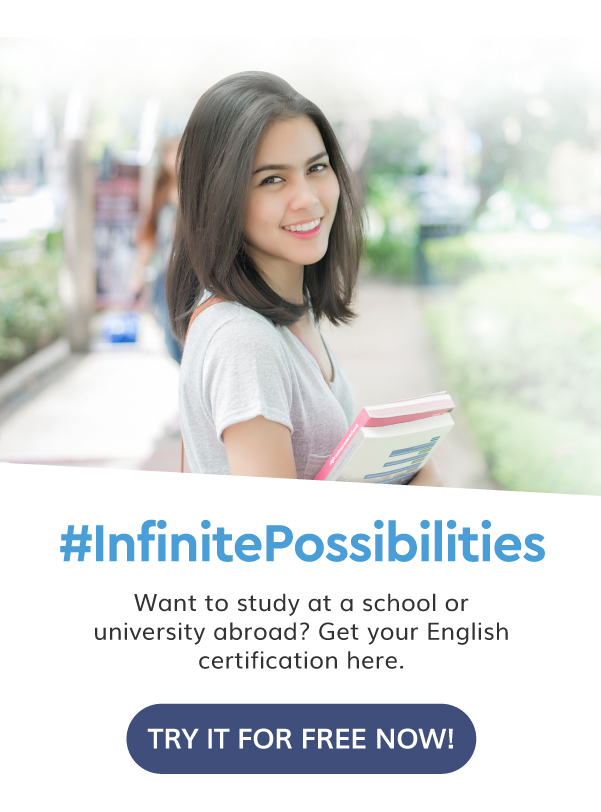 #InfinitePossibilities
Want to study at a school or
university abroad? Get your English
certification here.
TRY IT FOR FREE NOW!